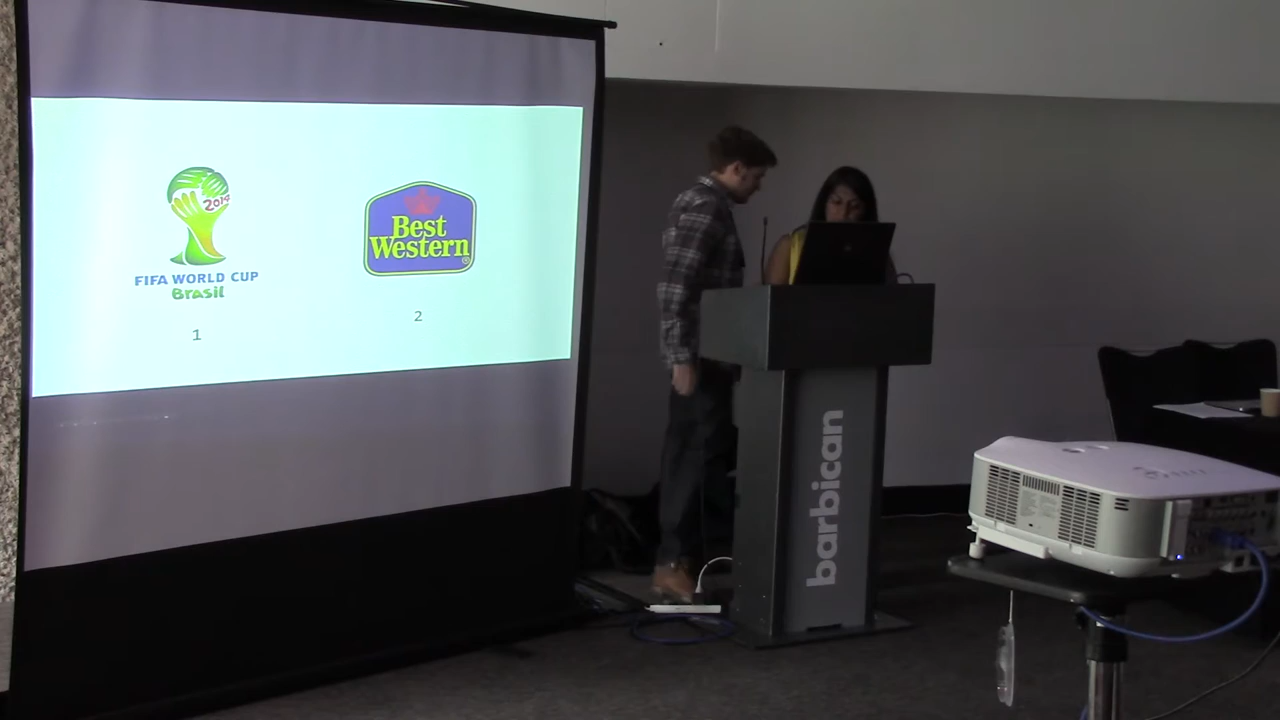 2014
FIFA WORLD CUP
Brasil
1
Best
Western
®
2
barbican